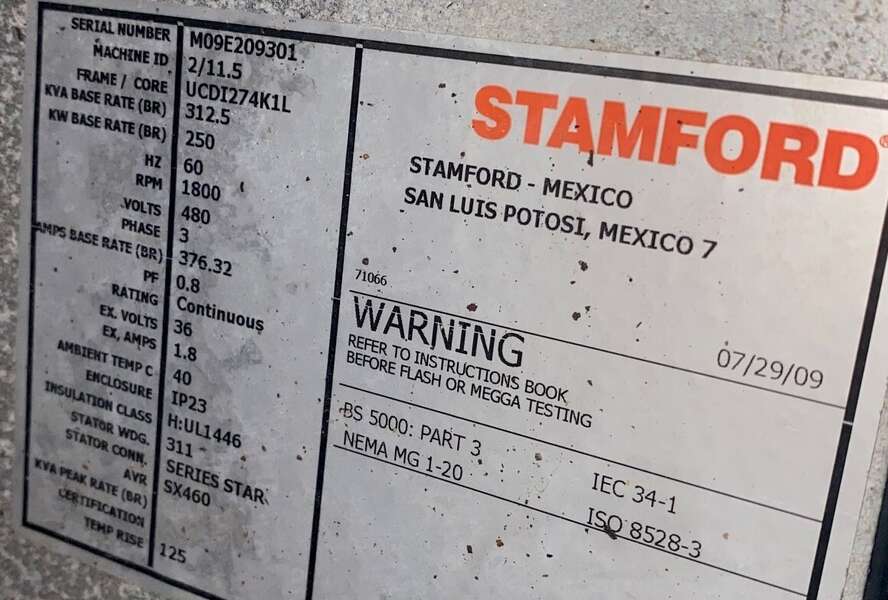 SERIAL NUMBER M09E209301
MACHINE ID 2/11.5
FRAME / CORE UCDI274K1L
KVA BASE RATE (BR) 312.5
KW BASE RATE (BR) 250
HZ 60
RPM 1800
VOLTS 480
PHASE 3
AMPS BASE RATE (BR) 376.32
PF 0.8
RATING Continuous
EX. VOLTS 36
EX, AMPS 1.8
AMBIENT TEMP C 40
ENCLOSURE IP23
INSULATION CLASS H:UL1446
STATOR WDG. 311
STATOR CONN. SERIES STAR
AVR SX460
KVA PEAK RATE (BR)
CERTIFICATION
TEMP RISE 125
STAMFORD®
STAMFORD - MEXICO
SAN LUIS POTOSI, MEXICO 7
71066
WARNING 07/29/09
REFER TO INSTRUCTIONS BOOK
BEFORE FLASH OR MEGGA TESTING
BS 5000: PART 3 IEC 34-1
NEMA MG 1-20 ISO 8528-3